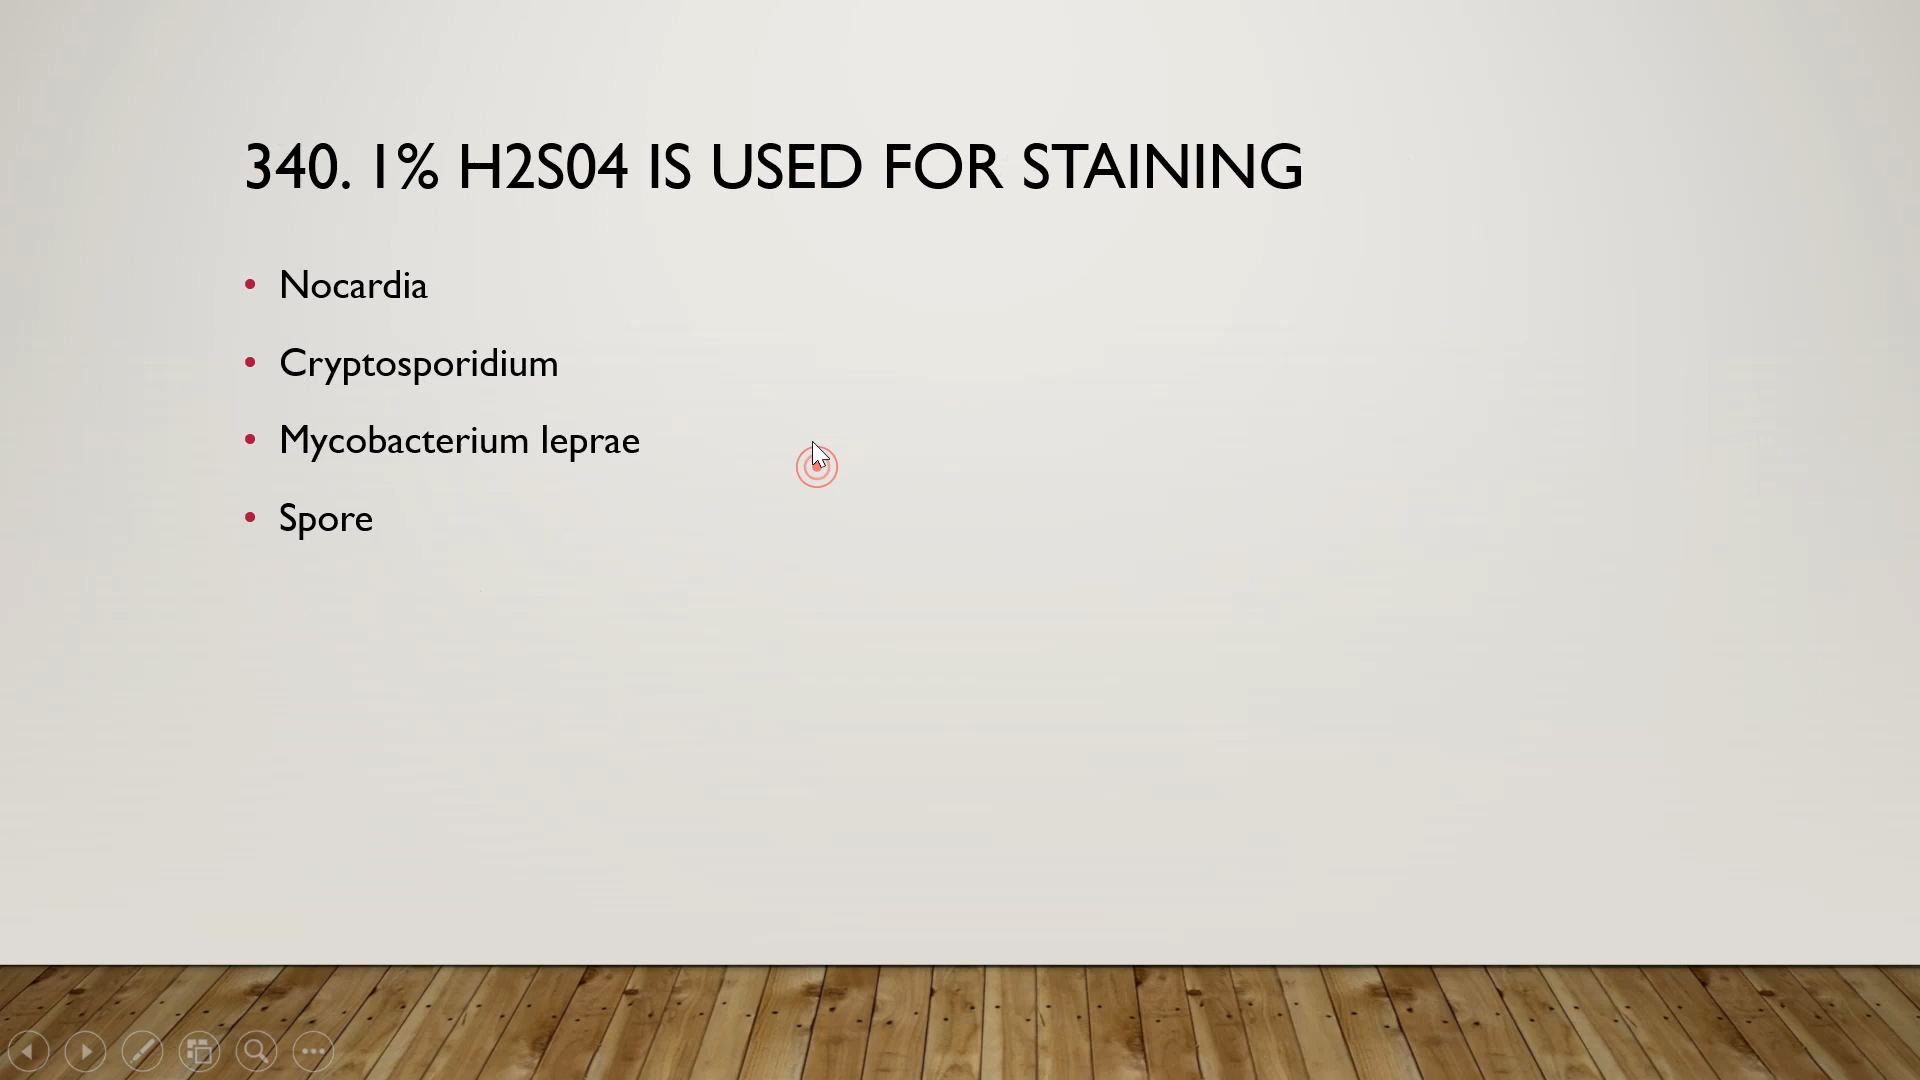 340. 1% H2S04 IS USED FOR STAINING
• Nocardia
• Cryptosporidium
• Mycobacterium leprae
• Spore